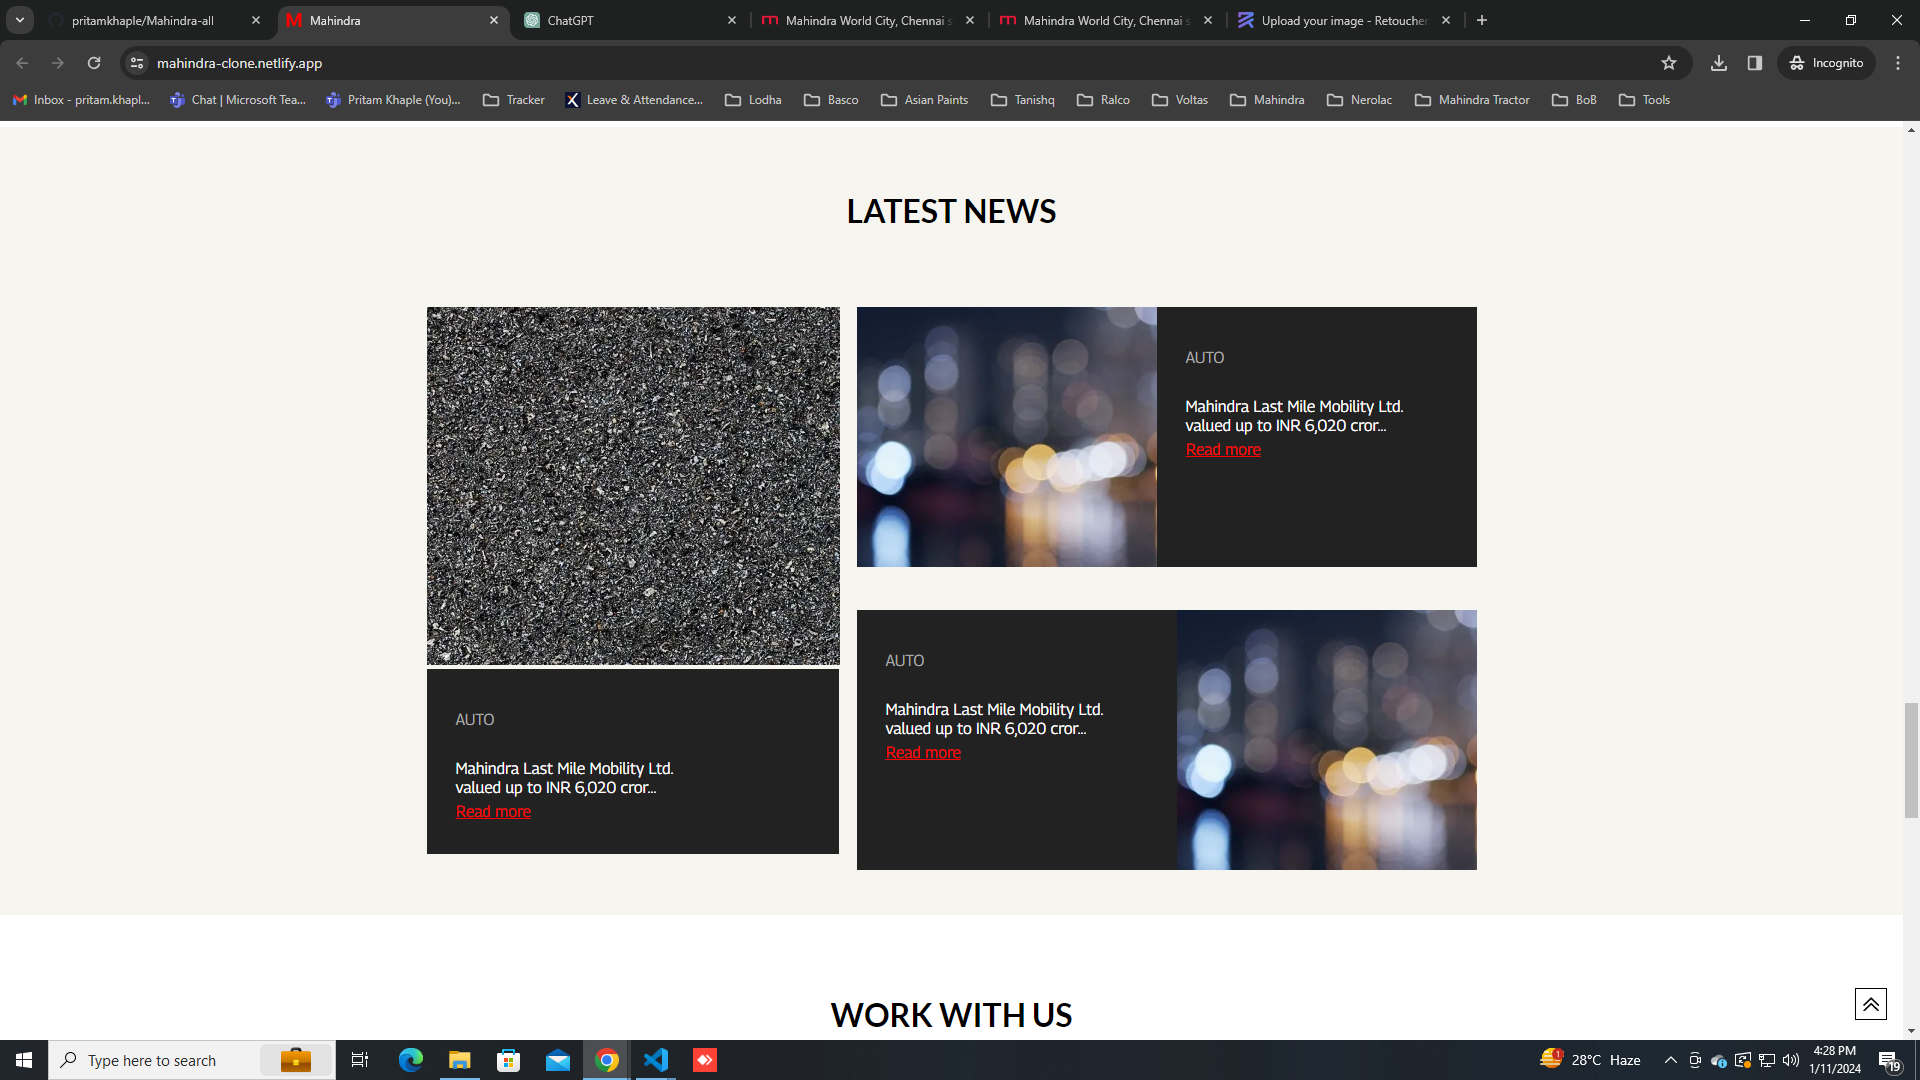 pritamkhaple/Mahindra-all
Mahindra
ChatGPT
Mahindra World City, Chennai s
Mahindra World City, Chennai s
Upload your image - Retoucher
mahindra-clone.netlify.app
Incognito
Inbox - pritam.khapl...
Chat | Microsoft Tea...
Pritam Khaple (You)...
Tracker
Leave & Attendance...
Lodha
Basco
Asian Paints
Tanishq
Ralco
Voltas
Mahindra
Nerolac
Mahindra Tractor
BoB
Tools
LATEST NEWS
AUTO
Mahindra Last Mile Mobility Ltd.
valued up to INR 6,020 cror...
Read more
AUTO
Mahindra Last Mile Mobility Ltd.
valued up to INR 6,020 cror...
Read more
AUTO
Mahindra Last Mile Mobility Ltd.
valued up to INR 6,020 cror...
Read more
WORK WITH US
Type here to search
1
28°C Haze
4:28 PM
1/11/2024
19